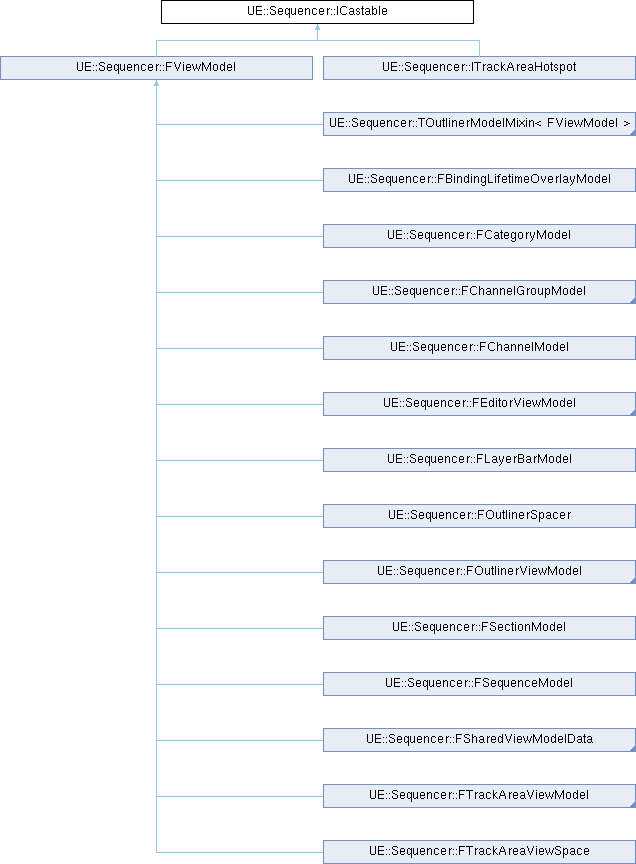 UE::Sequencer::ICastable
UE::Sequencer::FViewModel
UE::Sequencer::ITrackAreaHotspot
UE::Sequencer::TOutlinerModelMixin< FViewModel >
UE::Sequencer::FBindingLifetimeOverlayModel
UE::Sequencer::FCategoryModel
UE::Sequencer::FChannelGroupModel
UE::Sequencer::FChannelModel
UE::Sequencer::FEditorViewModel
UE::Sequencer::FLayerBarModel
UE::Sequencer::FOutlinerSpacer
UE::Sequencer::FOutlinerViewModel
UE::Sequencer::FSectionModel
UE::Sequencer::FSequenceModel
UE::Sequencer::FSharedViewModelData
UE::Sequencer::FTrackAreaViewModel
UE::Sequencer::FTrackAreaViewSpace